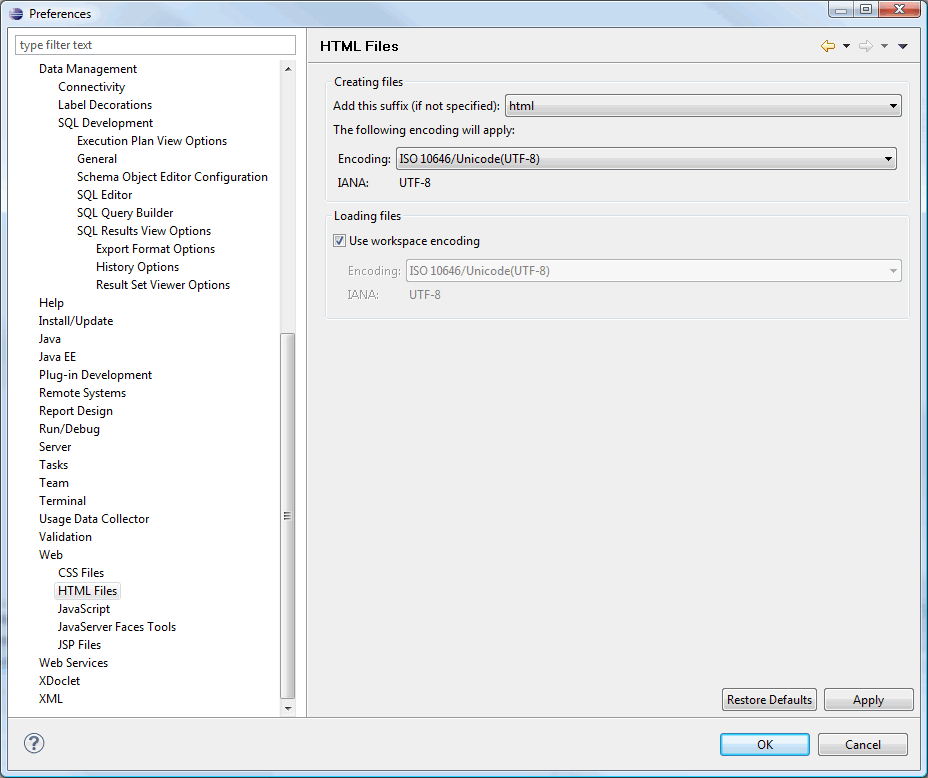 Preferences
type filter text
Data Management
Connectivity
Label Decorations
SQL Development
Execution Plan View Options
General
Schema Object Editor Configuration
SQL Editor
SQL Query Builder
SQL Results View Options
Export Format Options
History Options
Result Set Viewer Options
Help
Install/Update
Java
Java EE
Plug-in Development
Remote Systems
Report Design
Run/Debug
Server
Tasks
Team
Terminal
Usage Data Collector
Validation
Web
CSS Files
HTML Files
JavaScript
JavaServer Faces Tools
JSP Files
Web Services
XDoclet
XML
HTML Files
Creating files
Add this suffix (if not specified): html
The following encoding will apply:
Encoding: ISO 10646/Unicode(UTF-8)
IANA: UTF-8
Loading files
Use workspace encoding
Encoding: ISO 10646/Unicode(UTF-8)
IANA: UTF-8
Restore Defaults Apply
? OK Cancel